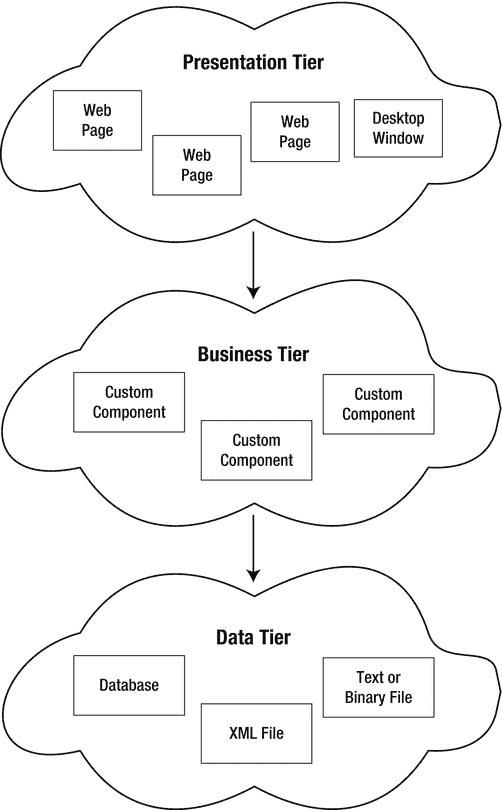 Presentation Tier
Web
Page
Web
Page
Web
Page
Desktop
Window
Business Tier
Custom
Component
Custom
Component
Custom
Component
Data Tier
Database
XML File
Text or
Binary File